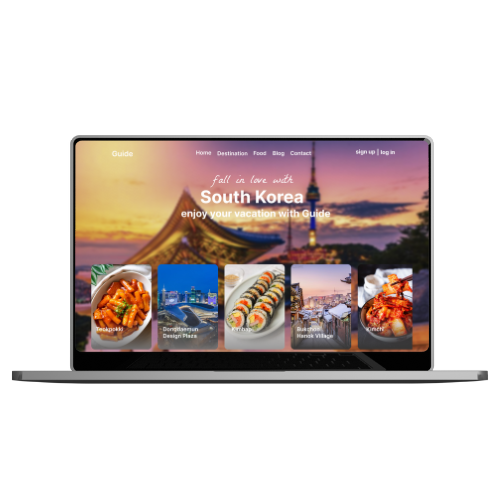 Guide
Home Destination Food Blog Contact
sign up | log in
fall in love with
South Korea
enjoy your vacation with Guide
Tteokpokki
Dongdaemun
Design Plaza
Kimbap
Bukchon
Hanok Village
Kimchi